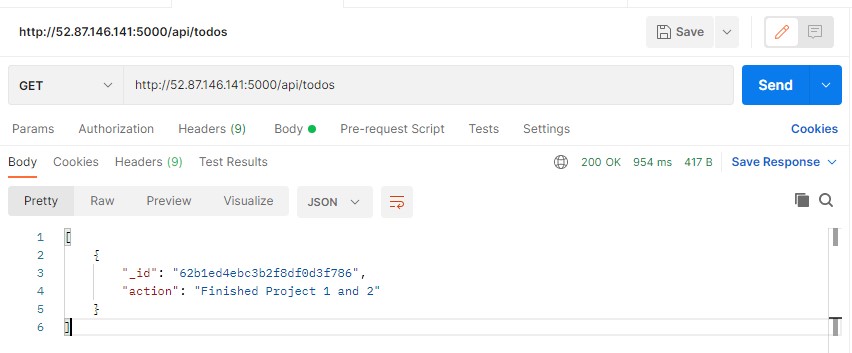 http://52.87.146.141:5000/api/todos Save
GET http://52.87.146.141:5000/api/todos Send
Params Authorization Headers (9) Body Pre-request Script Tests Settings Cookies
Body Cookies Headers (9) Test Results 200 OK 954 ms 417 B Save Response
Pretty Raw Preview Visualize JSON
1 [
2 {
3 "_id": "62b1ed4ebc3b2f8df0d3f786",
4 "action": "Finished Project 1 and 2"
5 }
6 ]